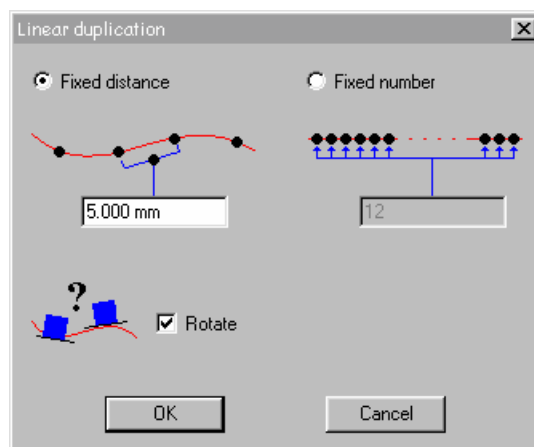 Linear duplication
Fixed distance
Fixed number
5.000 mm
12
?
Rotate
OK
Cancel